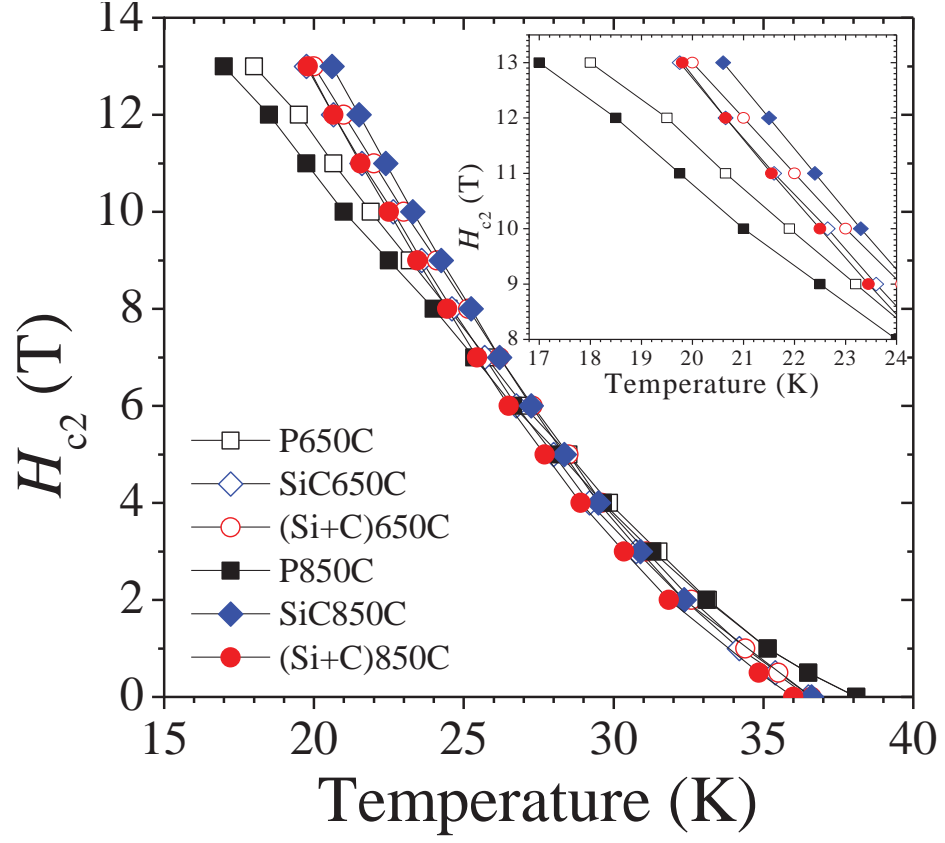 14
12
10
8
6
4
2
0
H_c2 (T)
15 20 25 30 35 40
Temperature (K)
P650C
SiC650C
(Si+C)650C
P850C
SiC850C
(Si+C)850C
13
12
11
10
9
8
H_c2 (T)
17 18 19 20 21 22 23 24
Temperature (K)